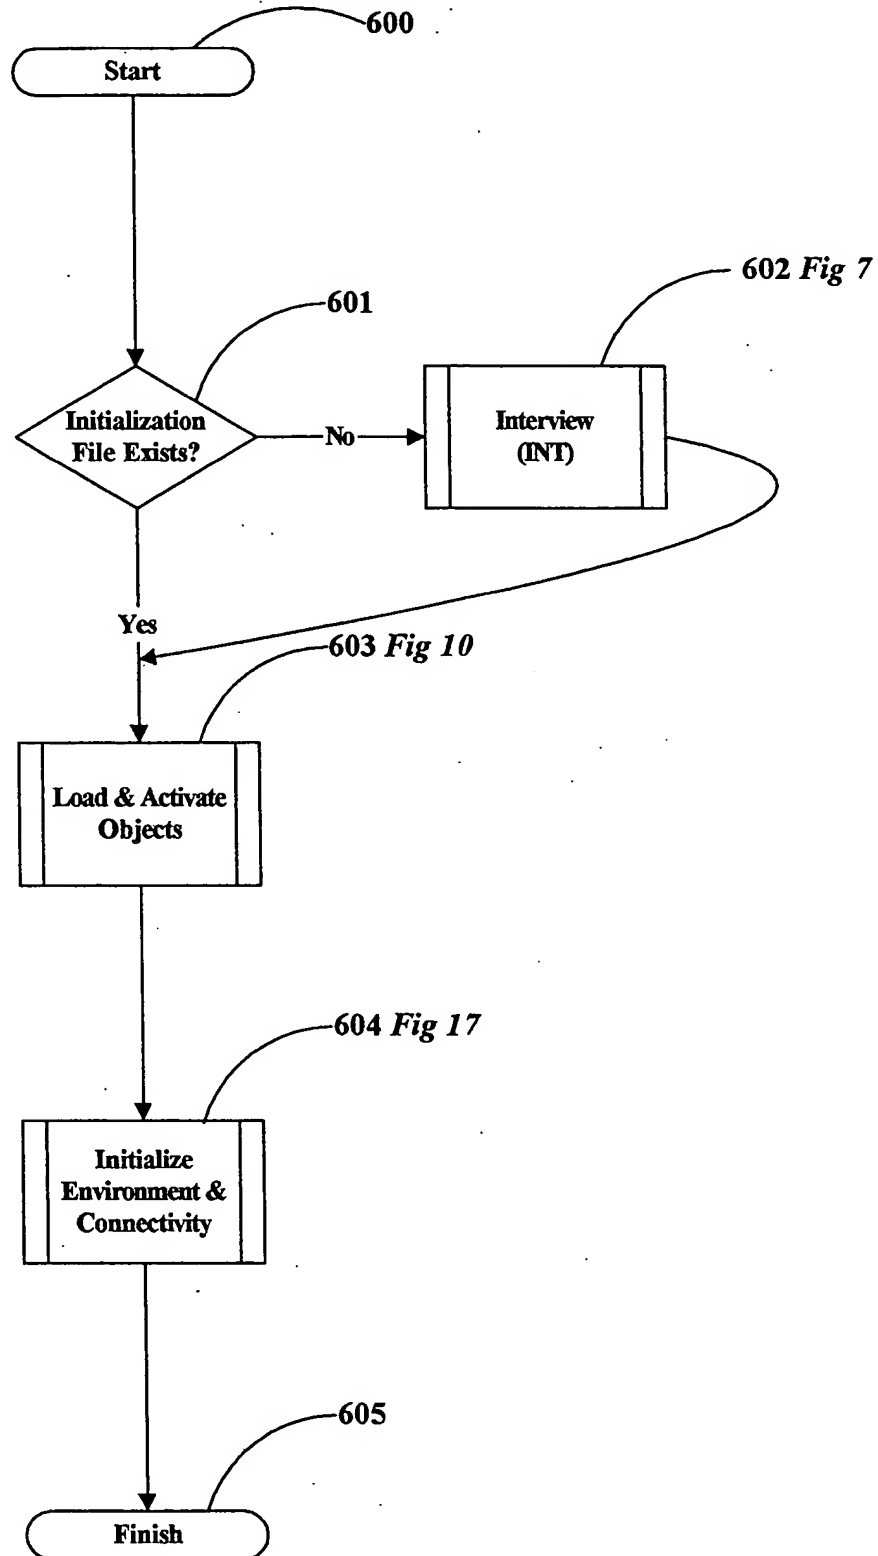 600
Start
602 Fig 7
601
Initialization
File Exists?
No
Interview
(INT)
Yes
603 Fig 10
Load & Activate
Objects
604 Fig 17
Initialize
Environment &
Connectivity
605
Finish